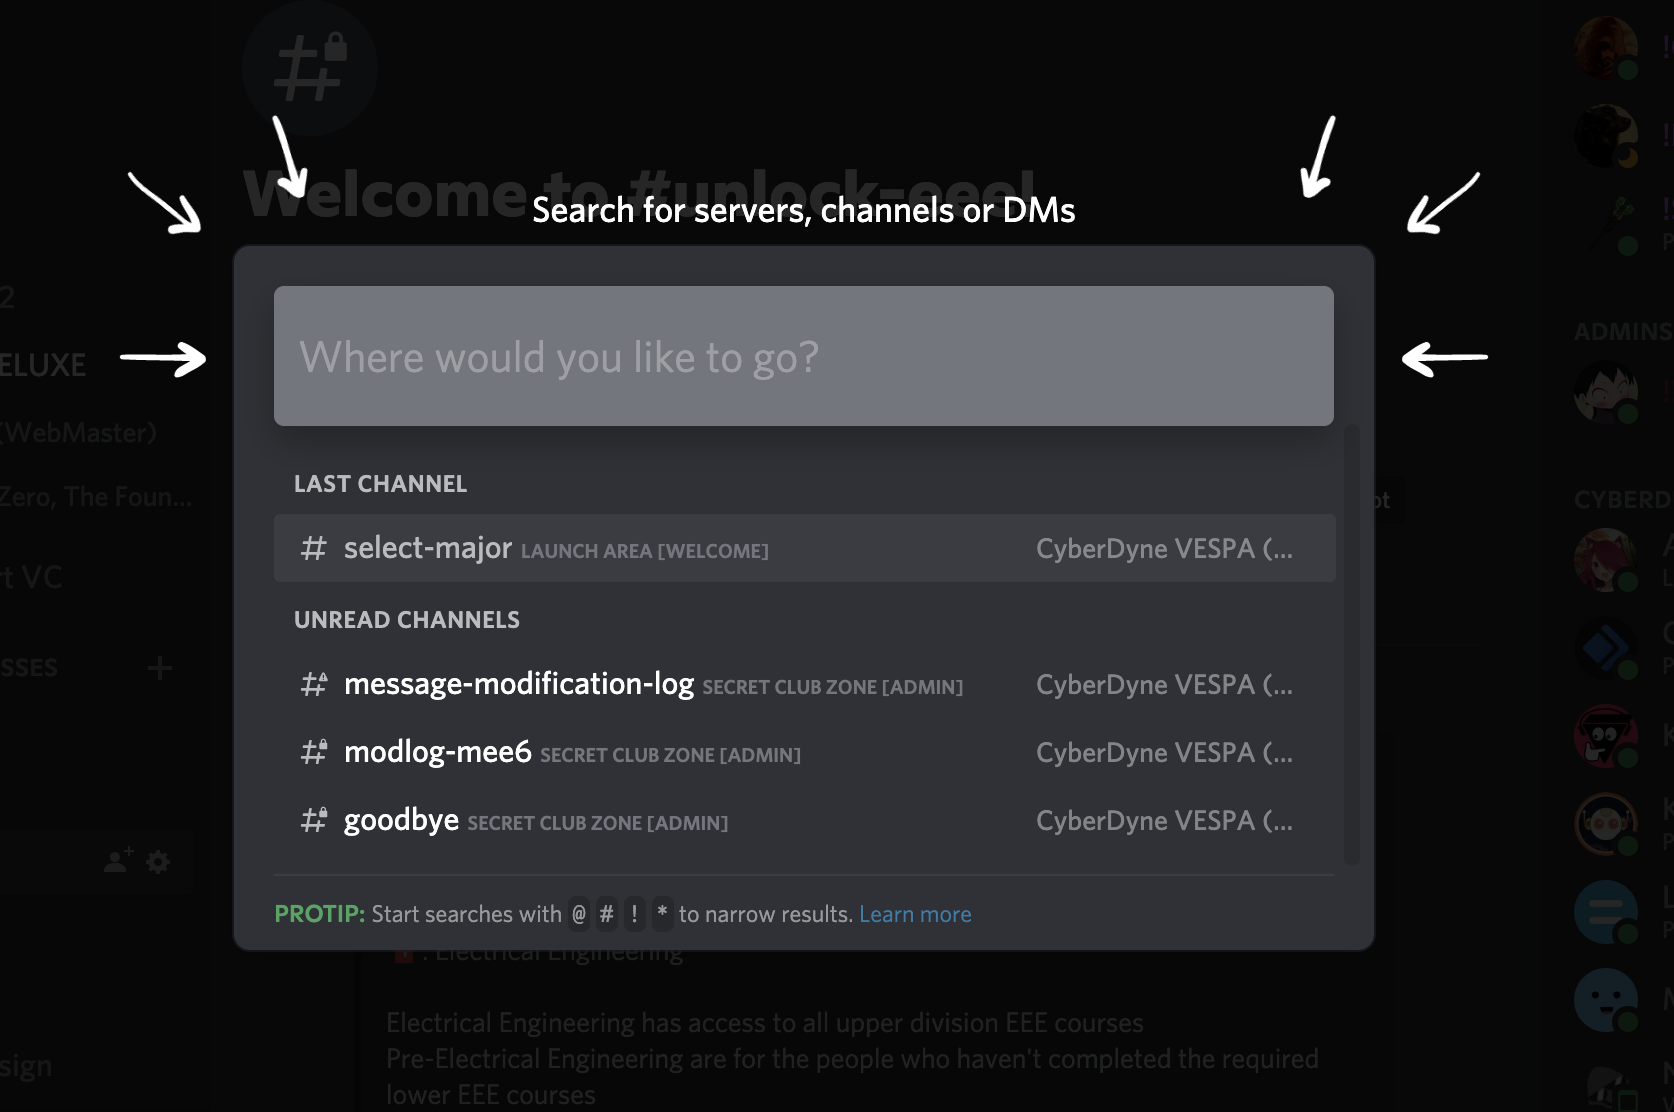 Welcome to #unlock-eee!
Search for servers, channels or DMs
2
ELUXE
(WebMaster)
Zero, The Foun...
rt VC
SSES
sign
Where would you like to go?
LAST CHANNEL
select-major LAUNCH AREA [WELCOME] CyberDyne VESPA (...
UNREAD CHANNELS
message-modification-log SECRET CLUB ZONE [ADMIN] CyberDyne VESPA (...
modlog-mee6 SECRET CLUB ZONE [ADMIN] CyberDyne VESPA (...
goodbye SECRET CLUB ZONE [ADMIN] CyberDyne VESPA (...
PROTIP: Start searches with @ # ! * to narrow results. Learn more
: Electrical Engineering
Electrical Engineering has access to all upper division EEE courses
Pre-Electrical Engineering are for the people who haven't completed the required
lower EEE courses
ADMINS
CYBERD